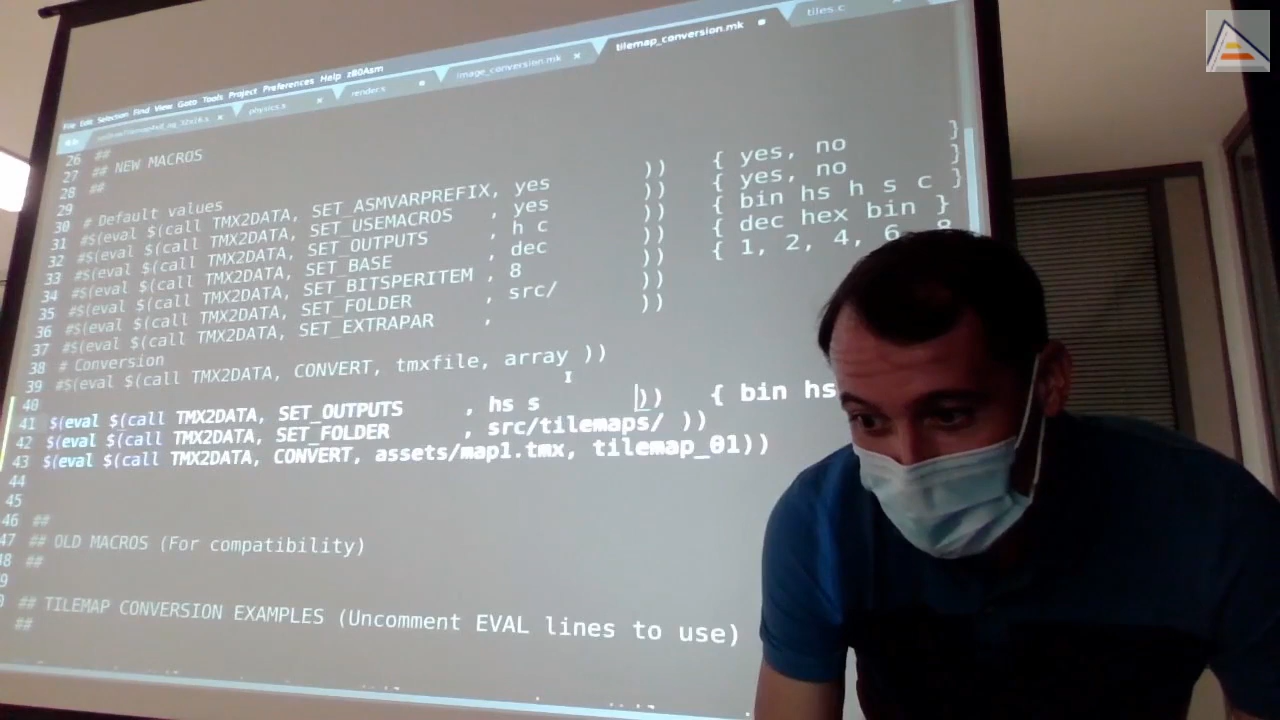 File Edit Selection Find View Goto Tools Project Preferences Help z80Asm
physics.s render.s image_conversion.mk tilemap_conversion.mk tiles.c
26 ##
27 ## NEW MACROS
28 ##
29
30 # Default values
31 #$(eval $(call TMX2DATA, SET_ASMVARPREFIX, yes )) { yes, no }
32 #$(eval $(call TMX2DATA, SET_USEMACROS , yes )) { yes, no }
33 #$(eval $(call TMX2DATA, SET_OUTPUTS , h c )) { bin hs h s c }
34 #$(eval $(call TMX2DATA, SET_BASE , dec )) { dec hex bin }
35 #$(eval $(call TMX2DATA, SET_BITSPERITEM , 8 )) { 1, 2, 4, 6, 8
36 #$(eval $(call TMX2DATA, SET_FOLDER , src/ ))
37 #$(eval $(call TMX2DATA, SET_EXTRAPAR , ))
38 # Conversion
39 #$(eval $(call TMX2DATA, CONVERT, tmxfile, array ))
40
41 $(eval $(call TMX2DATA, SET_OUTPUTS , hs s )) { bin hs
42 $(eval $(call TMX2DATA, SET_FOLDER , src/tilemaps/ ))
43 $(eval $(call TMX2DATA, CONVERT, assets/map1.tmx, tilemap_01))
44
45
46 ##
47 ## OLD MACROS (For compatibility)
48 ##
9
0 ## TILEMAP CONVERSION EXAMPLES (Uncomment EVAL lines to use)
##